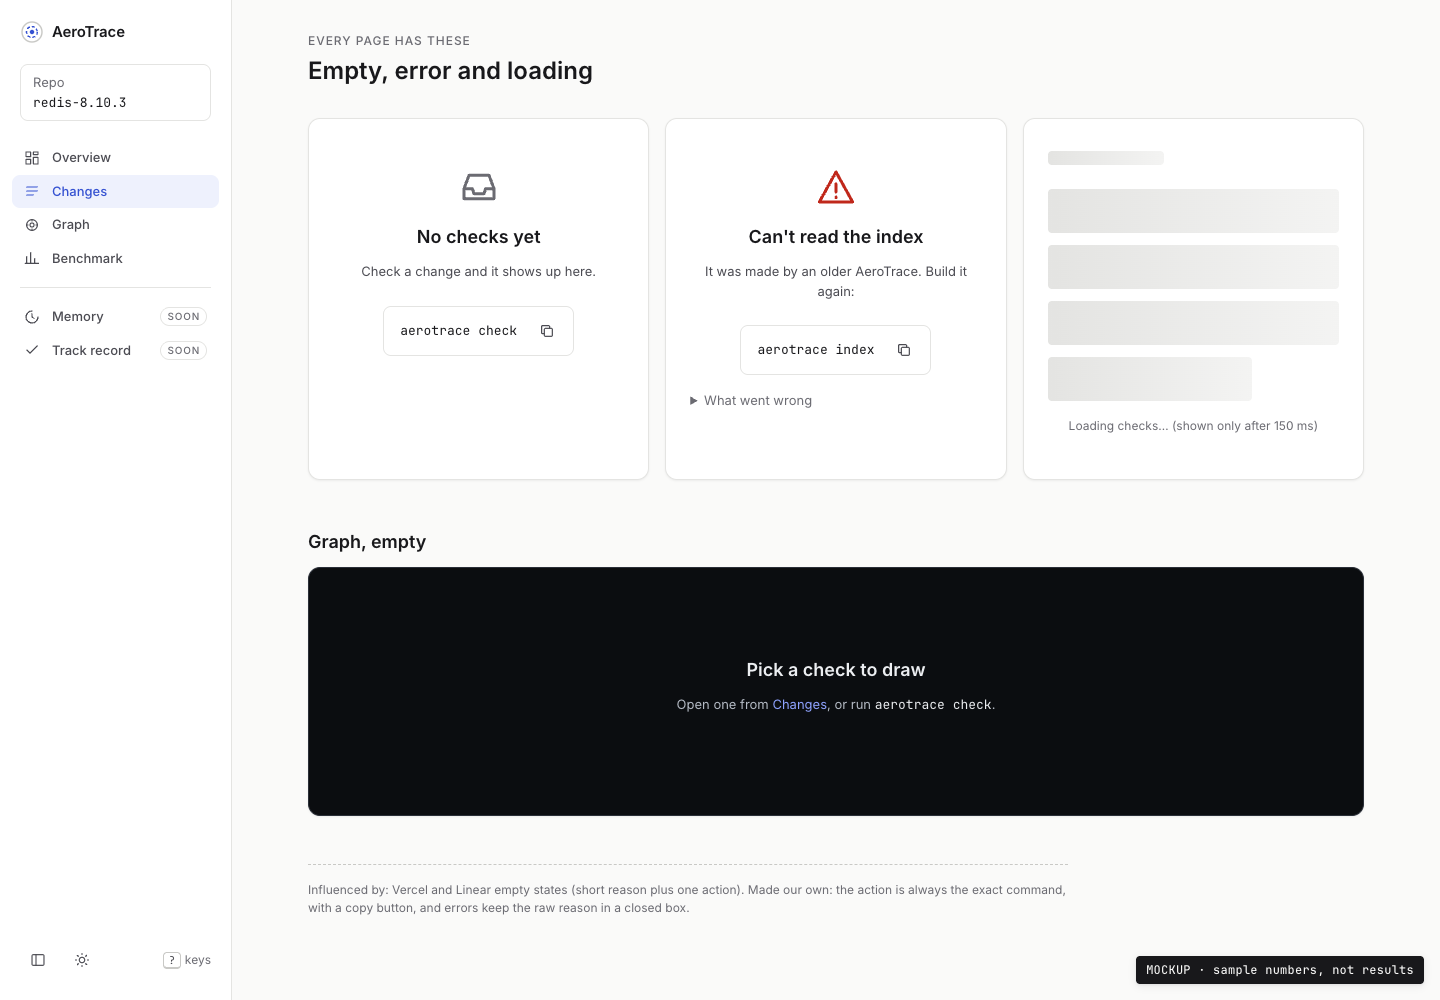 AeroTrace
Repo
redis-8.10.3
Overview
Changes
Graph
Benchmark
Memory SOON
Track record SOON
? keys
EVERY PAGE HAS THESE
Empty, error and loading
No checks yet
Check a change and it shows up here.
aerotrace check
Can't read the index
It was made by an older AeroTrace. Build it
again:
aerotrace index
What went wrong
Loading checks... (shown only after 150 ms)
Graph, empty
Pick a check to draw
Open one from Changes, or run aerotrace check.
Influenced by: Vercel and Linear empty states (short reason plus one action). Made our own: the action is always the exact command,
with a copy button, and errors keep the raw reason in a closed box.
MOCKUP · sample numbers, not results